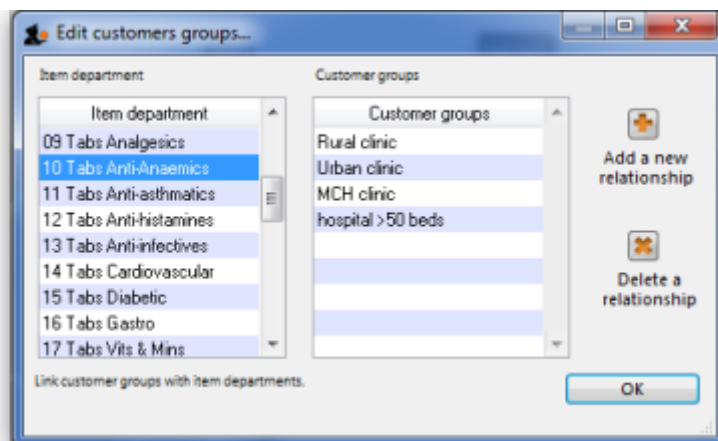 Edit customers groups...
Item department
Customer groups
Item department
09 Tabs Analgesics
10 Tabs Anti-Anaemics
11 Tabs Anti-asthmatics
12 Tabs Anti-histamines
13 Tabs Anti-infectives
14 Tabs Cardiovascular
15 Tabs Diabetic
16 Tabs Gastro
17 Tabs Vits & Mins
Customer groups
Rural clinic
Urban clinic
MCH clinic
hospital >50 beds
Add a new
relationship
Delete a
relationship
Link customer groups with item departments.
OK